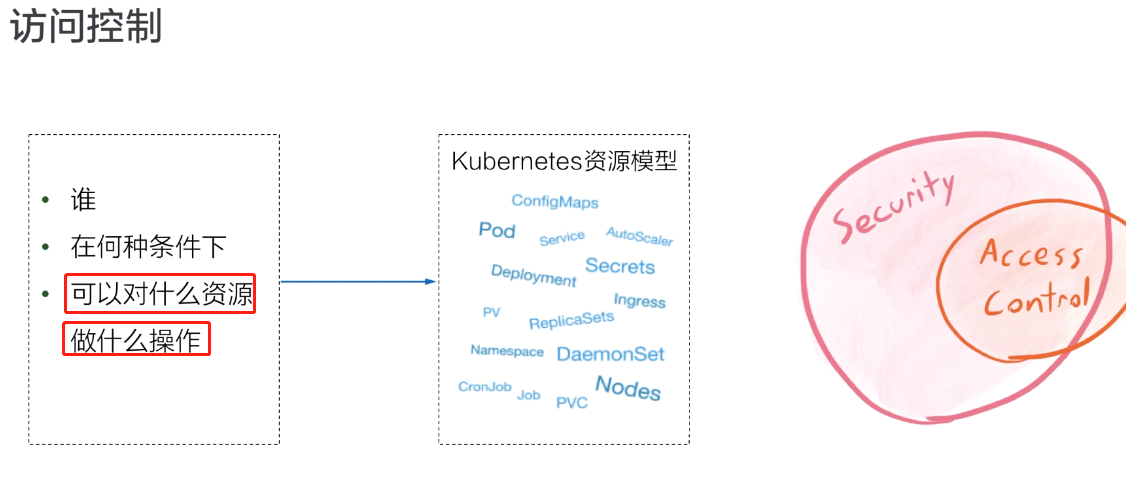 访问控制
谁
在何种条件下
可以对什么资源
做什么操作
Kubernetes资源模型
ConfigMaps
Pod
Service
AutoScaler
Deployment
Secrets
Ingress
PV
ReplicaSets
Namespace
DaemonSet
CronJob
Job
PVC
Nodes
Security
Access
Control